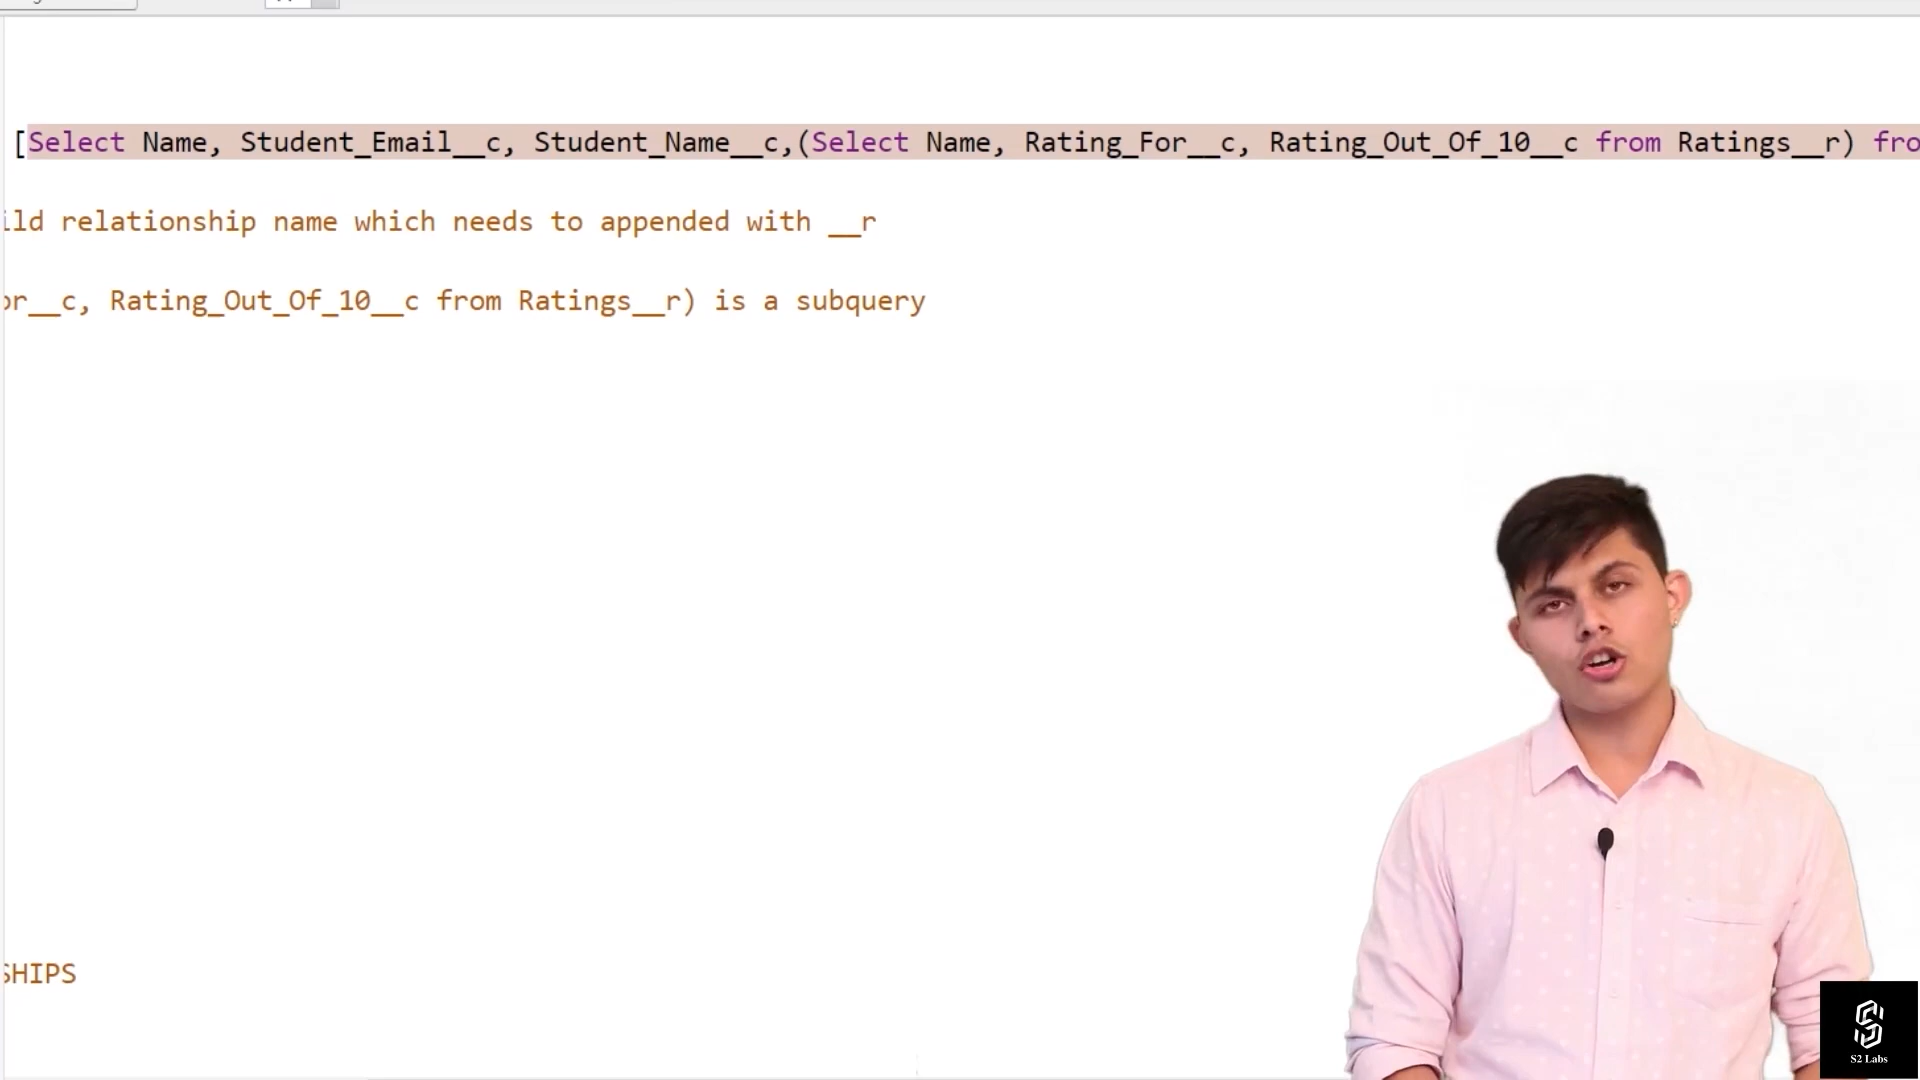 [Select Name, Student_Email__c, Student_Name__c,(Select Name, Rating_For__c, Rating_Out_Of_10__c from Ratings__r) fro
ild relationship name which needs to appended with __r
or__c, Rating_Out_Of_10__c from Ratings__r) is a subquery
SHIPS
S2 Labs